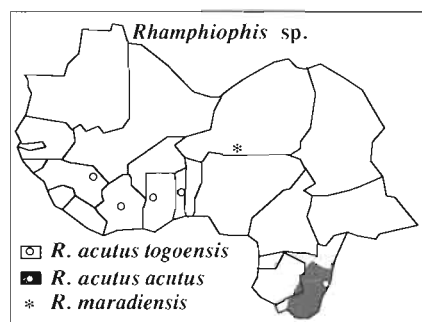 Rhamphiophis sp.
R. acutus togoensis
R. acutus acutus
* R. maradiensis